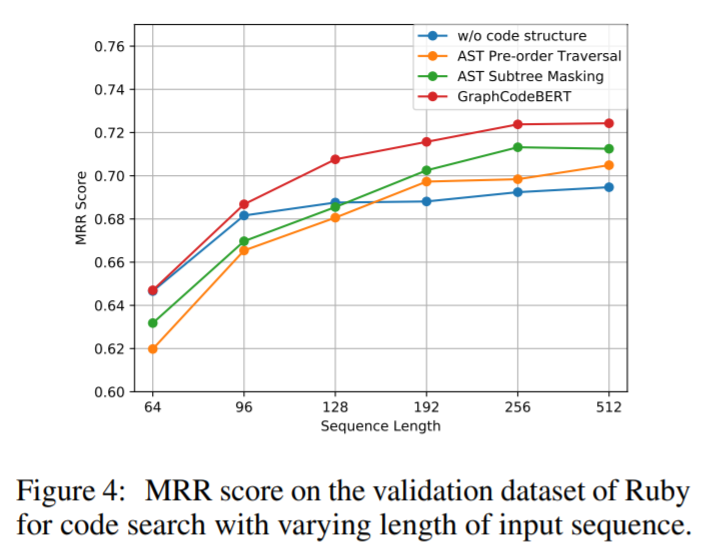 w/o code structure
AST Pre-order Traversal
AST Subtree Masking
GraphCodeBERT
0.76
0.74
0.72
0.70
0.68
0.66
0.64
0.62
0.60
MRR Score
64 96 128 192 256 512
Sequence Length
Figure 4: MRR score on the validation dataset of Ruby
for code search with varying length of input sequence.